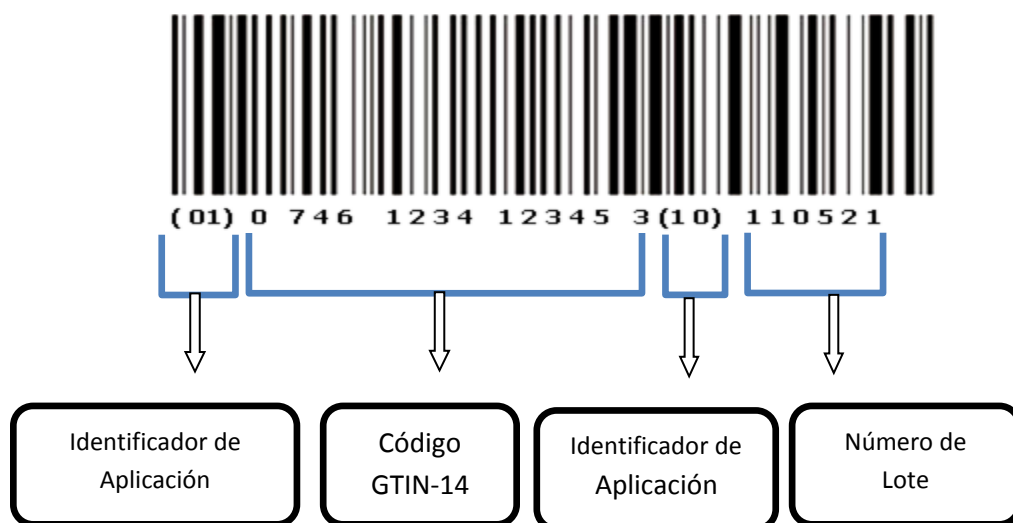 (01) 0 746 1234 12345 3 (10) 110521
Identificador de
Aplicación
Código
GTIN-14
Identificador de
Aplicación
Número de
Lote